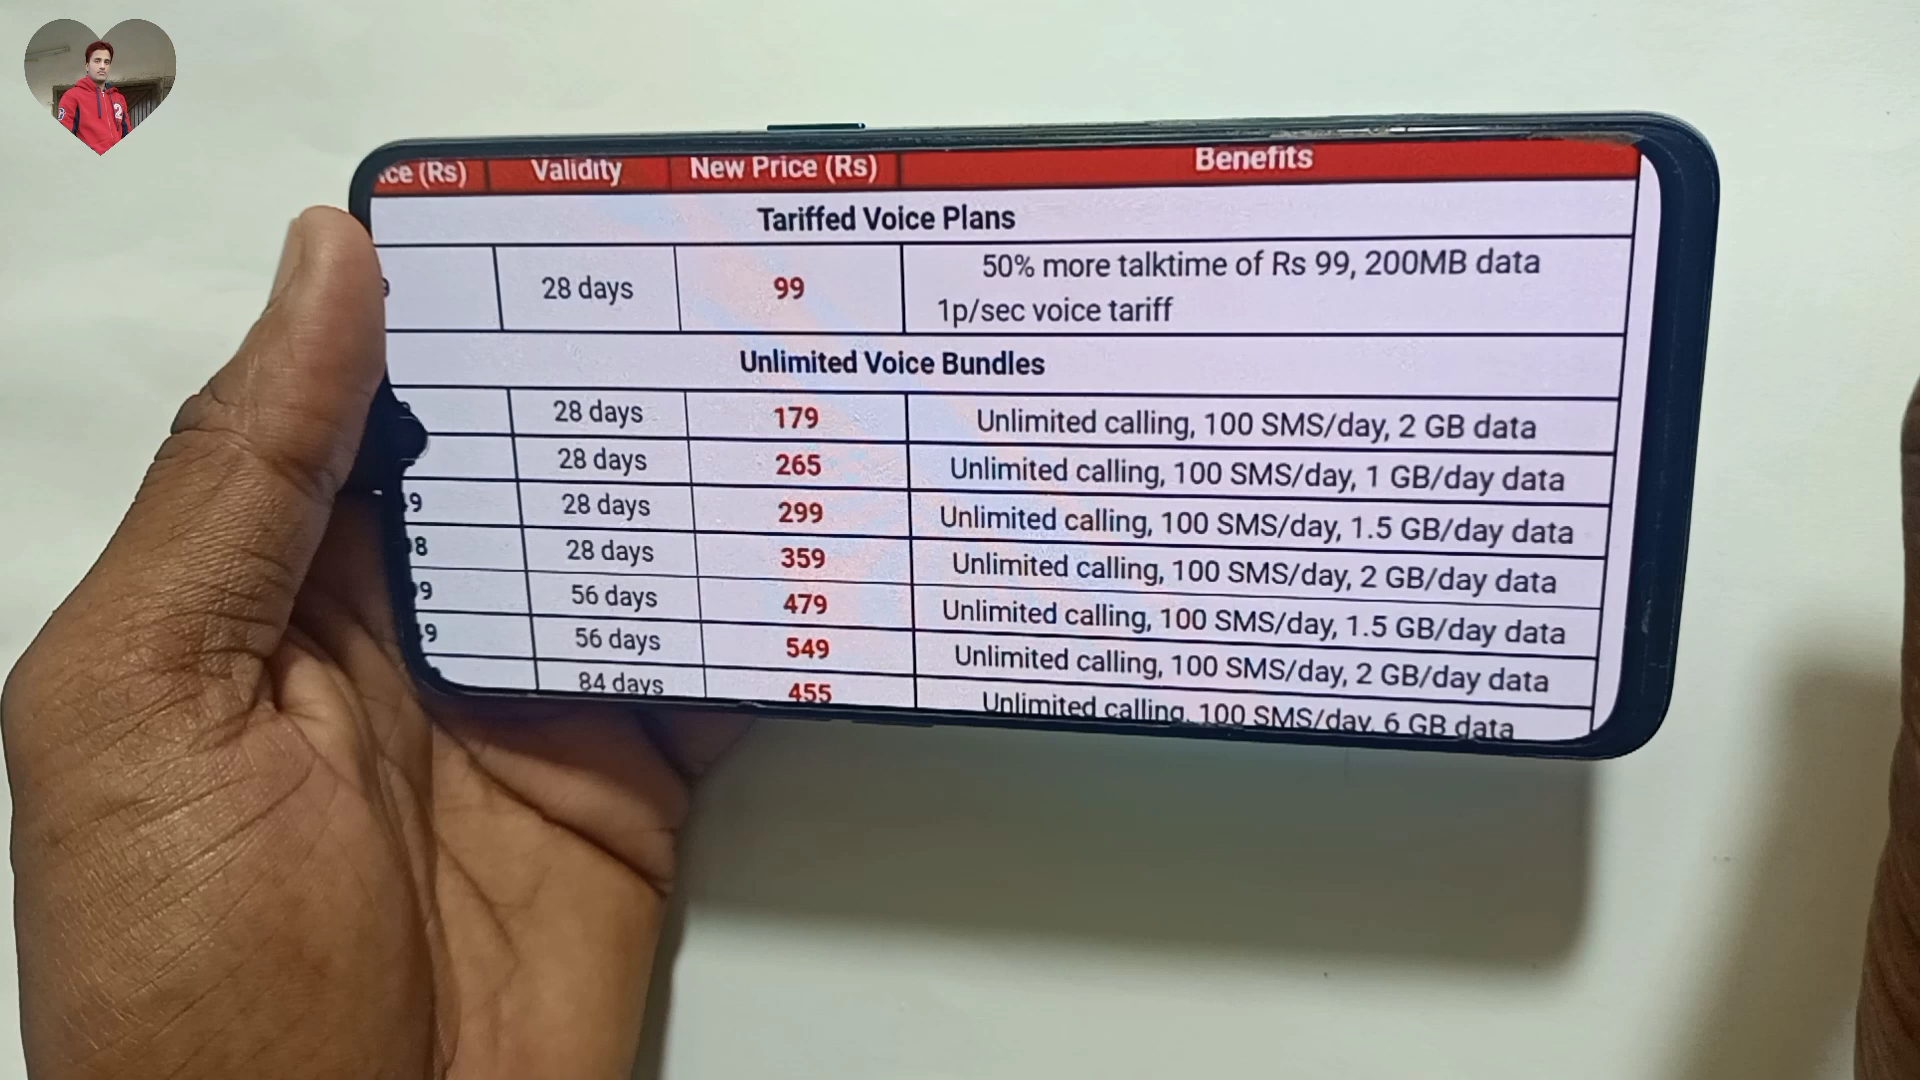 ce (Rs) Validity New Price (Rs) Benefits
Tariffed Voice Plans
28 days 99 50% more talktime of Rs 99, 200MB data
1p/sec voice tariff
Unlimited Voice Bundles
28 days 179 Unlimited calling, 100 SMS/day, 2 GB data
28 days 265 Unlimited calling, 100 SMS/day, 1 GB/day data
9 28 days 299 Unlimited calling, 100 SMS/day, 1.5 GB/day data
8 28 days 359 Unlimited calling, 100 SMS/day, 2 GB/day data
9 56 days 479 Unlimited calling, 100 SMS/day, 1.5 GB/day data
9 56 days 549 Unlimited calling, 100 SMS/day, 2 GB/day data
84 days 455 Unlimited calling, 100 SMS/day, 6 GB data